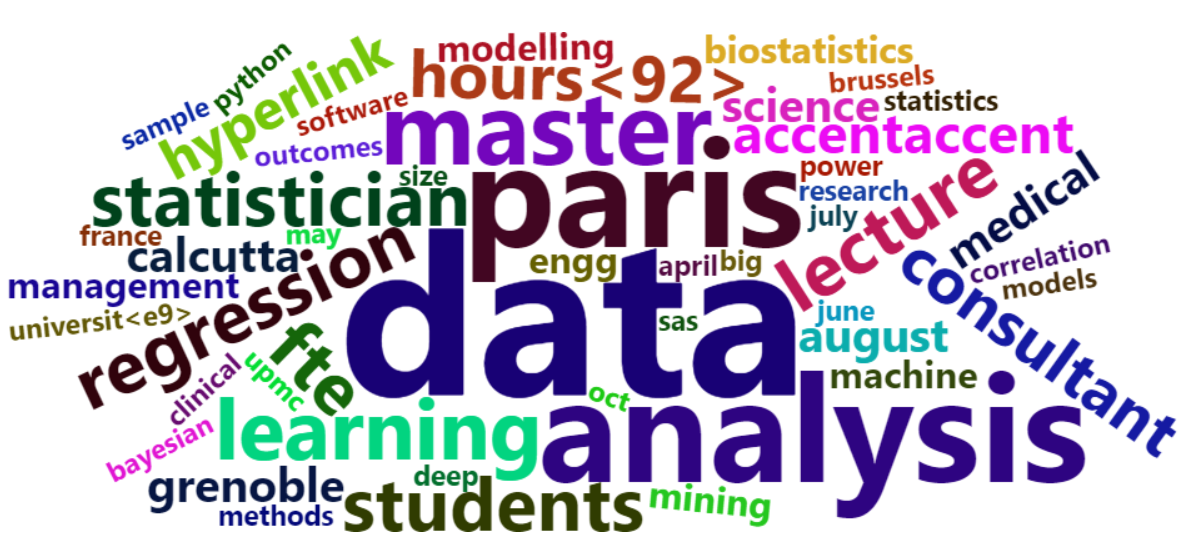 python
modelling
biostatistics
hyperlink
hours<92>
brussels
sample
software
science
statistics
outcomes
master
accentaccent
size
power
statistician
paris
research
lecture
medical
france
may
july
calcutta
regression
engg
april
big
consultant
correlation
management
data
models
universit<e9>
sas
june
fte
august
clinical
upmc
machine
oct
bayesian
learning
analysis
grenoble
deep
students
mining
methods